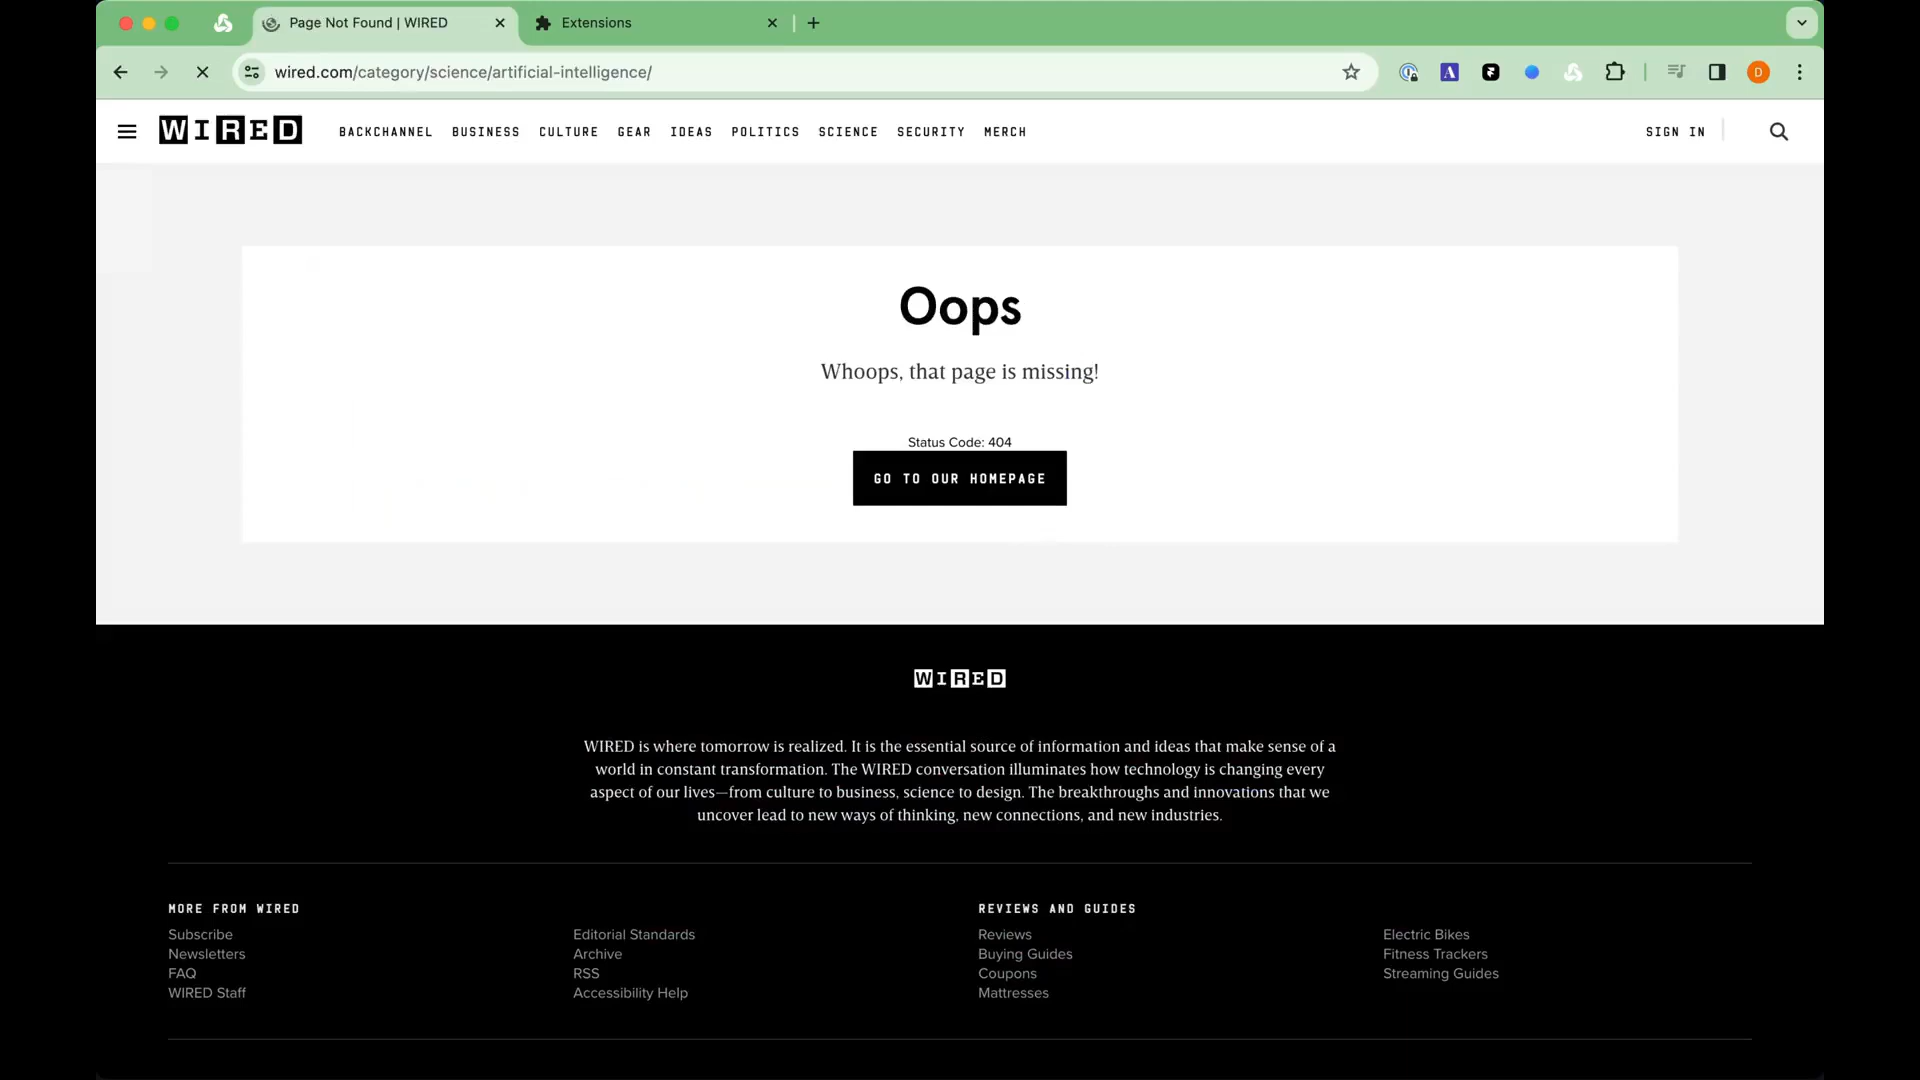 Page Not Found | WIRED
Extensions
wired.com/category/science/artificial-intelligence/
A
D
WIRED
BACKCHANNEL BUSINESS CULTURE GEAR IDEAS POLITICS SCIENCE SECURITY MERCH
SIGN IN
Oops
Whoops, that page is missing!
Status Code: 404
GO TO OUR HOMEPAGE
WIRED
WIRED is where tomorrow is realized. It is the essential source of information and ideas that make sense of a
world in constant transformation. The WIRED conversation illuminates how technology is changing every
aspect of our lives—from culture to business, science to design. The breakthroughs and innovations that we
uncover lead to new ways of thinking, new connections, and new industries.
MORE FROM WIRED
Subscribe
Newsletters
FAQ
WIRED Staff
Editorial Standards
Archive
RSS
Accessibility Help
REVIEWS AND GUIDES
Reviews
Buying Guides
Coupons
Mattresses
Electric Bikes
Fitness Trackers
Streaming Guides